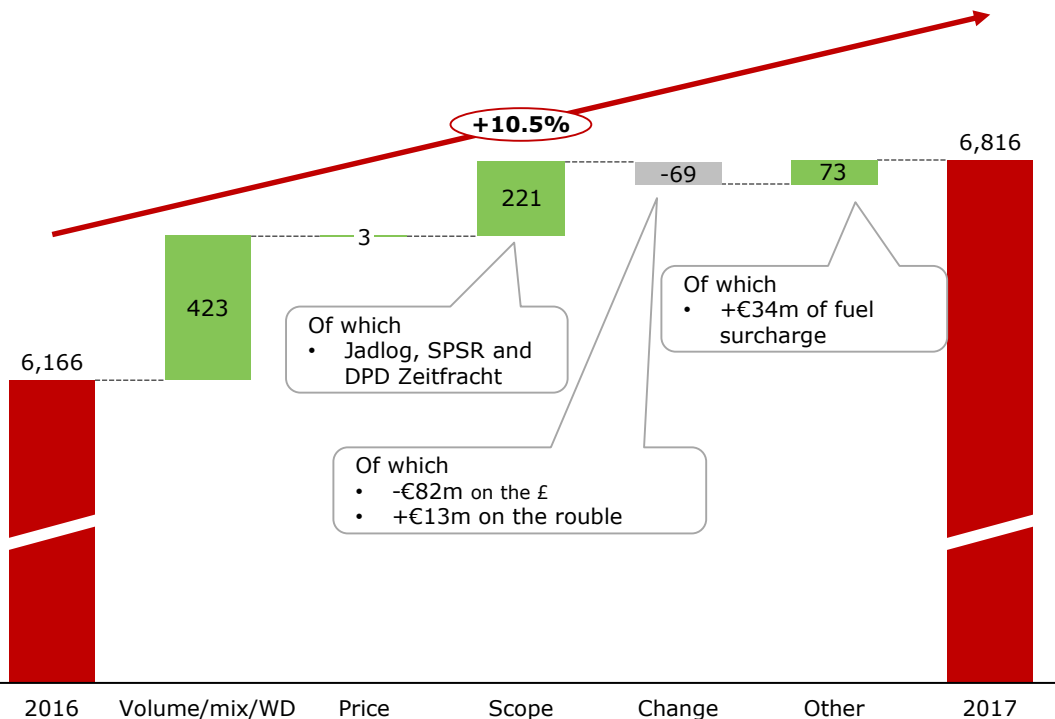 +10.5%
6,816
221
-69
73
3
423
Of which
• +€34m of fuel
surcharge
Of which
• Jadlog, SPSR and
DPD Zeitfracht
6,166
Of which
• -€82m on the £
• +€13m on the rouble
2016 Volume/mix/WD Price Scope Change Other 2017